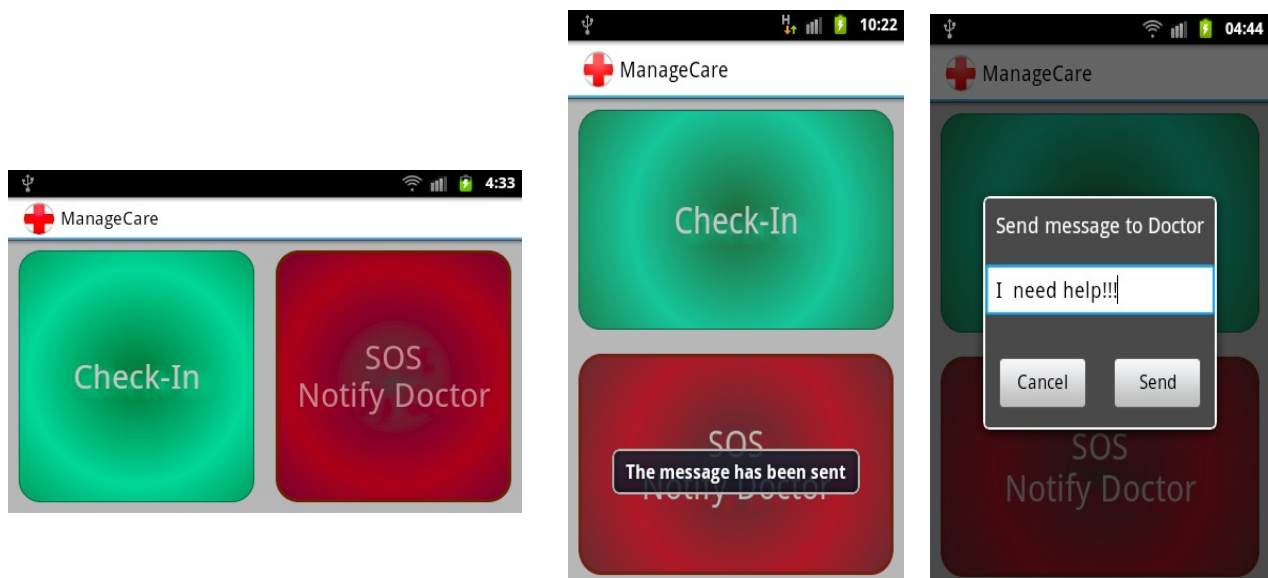 4:33
ManageCare
Check-In
SOS
Notify Doctor
H
10:22
ManageCare
Check-In
SOS
The message has been sent
Notify Doctor
04:44
ManageCare
Send message to Doctor
I need help!!!
Cancel
Send
SOS
Notify Doctor